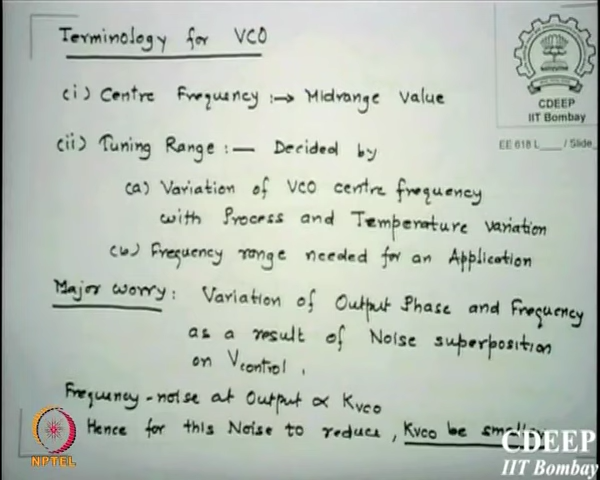 Terminology for VCO
(i) Centre Frequency :→ Midrange Value
(ii) Tuning Range :— Decided by
(a) Variation of VCO centre frequency
with Process and Temperature variation
(b) Frequency range needed for an Application
Major worry : Variation of Output Phase and Frequency
as a result of Noise superposition
on Vcontrol.
Frequency-noise at Output ∝ KVCO
Hence for this Noise to reduce, KVCO be smaller
CDEEP
IIT Bombay
EE 618 L___ / Slide_
NPTEL
CDEEP
IIT Bombay